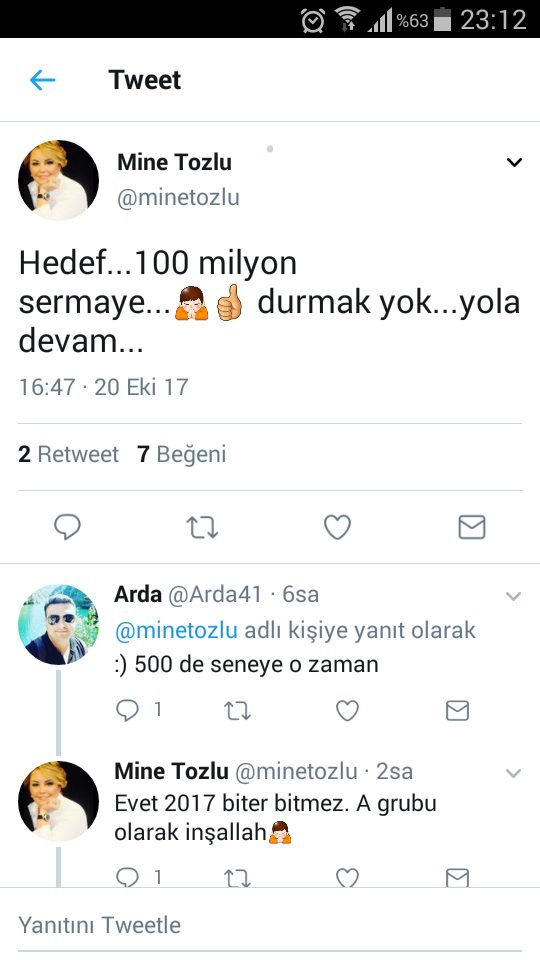 %63 23:12
Tweet
Mine Tozlu
@minetozlu
Hedef...100 milyon
sermaye...🙏👍 durmak yok...yola
devam...
16:47 · 20 Eki 17
2 Retweet 7 Beğeni
Arda @Arda41 · 6sa
@minetozlu adlı kişiye yanıt olarak
:) 500 de seneye o zaman
1
Mine Tozlu @minetozlu · 2sa
Evet 2017 biter bitmez. A grubu
olarak inşallah🙏
1
Yanıtını Tweetle